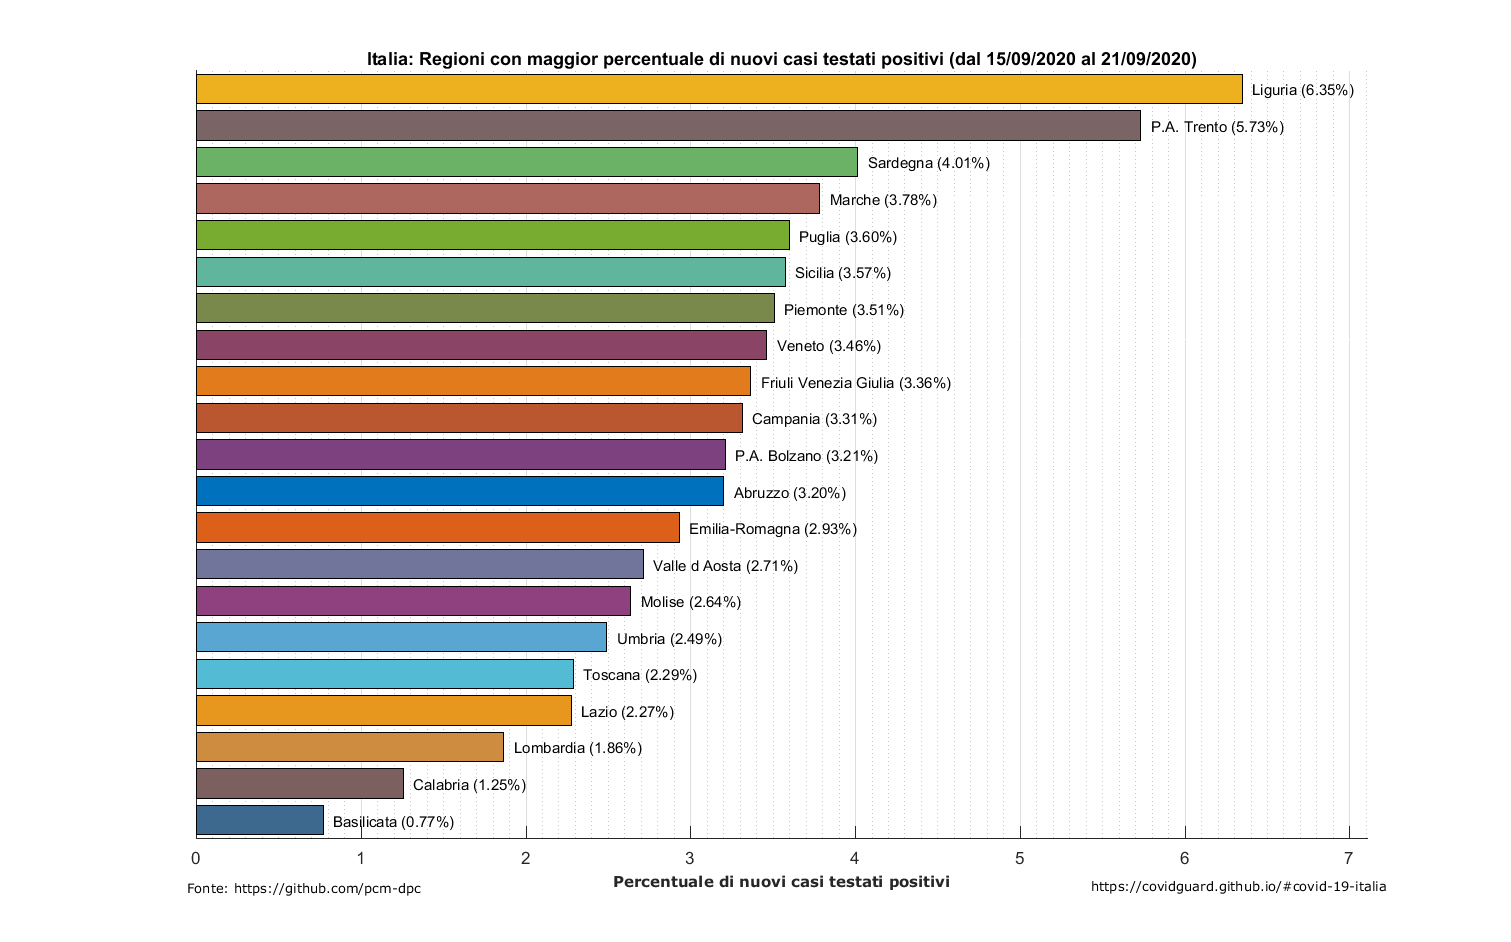 Italia: Regioni con maggior percentuale di nuovi casi testati positivi (dal 15/09/2020 al 21/09/2020)
Liguria (6.35%)
P.A. Trento (5.73%)
Sardegna (4.01%)
Marche (3.78%)
Puglia (3.60%)
Sicilia (3.57%)
Piemonte (3.51%)
Veneto (3.46%)
Friuli Venezia Giulia (3.36%)
Campania (3.31%)
P.A. Bolzano (3.21%)
Abruzzo (3.20%)
Emilia-Romagna (2.93%)
Valle d Aosta (2.71%)
Molise (2.64%)
Umbria (2.49%)
Toscana (2.29%)
Lazio (2.27%)
Lombardia (1.86%)
Calabria (1.25%)
Basilicata (0.77%)
0 1 2 3 4 5 6 7
Percentuale di nuovi casi testati positivi
Fonte: https://github.com/pcm-dpc
https://covidguard.github.io/#covid-19-italia